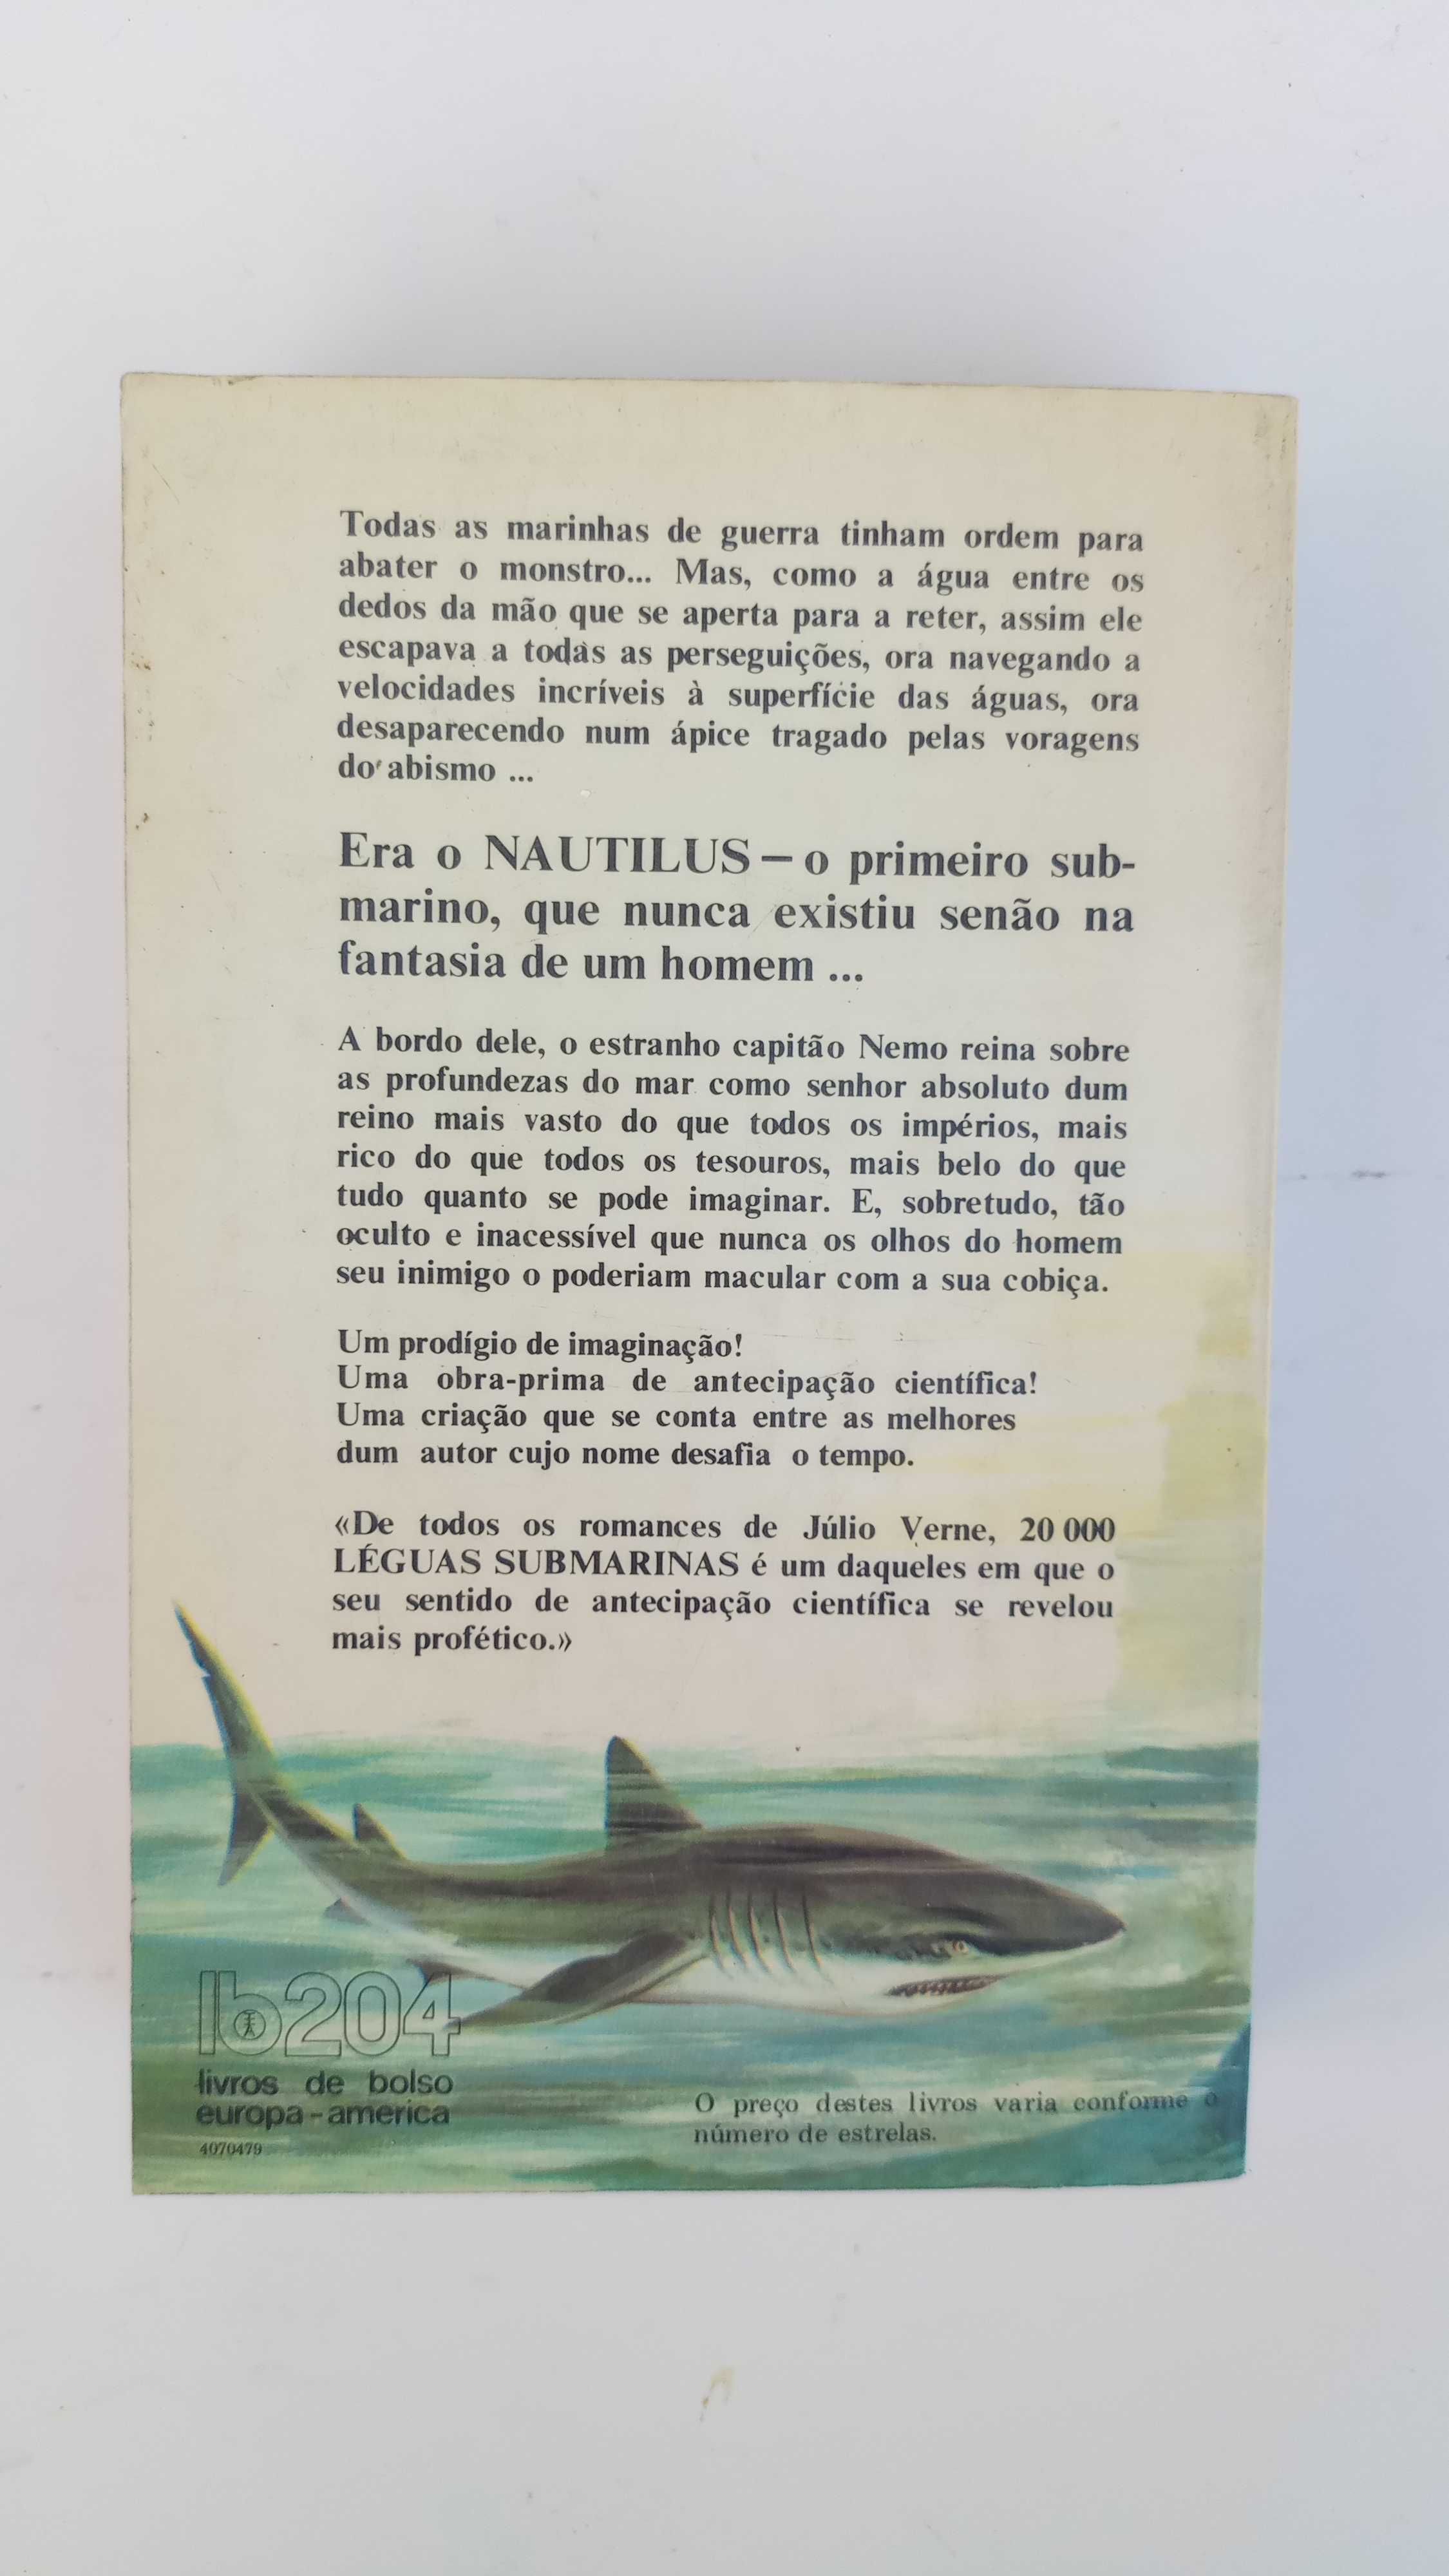 Todas as marinhas de guerra tinham ordem para
abater o monstro... Mas, como a água entre os
dedos da mão que se aperta para a reter, assim ele
escapava a todas as perseguições, ora navegando a
velocidades incríveis à superfície das águas, ora
desaparecendo num ápice tragado pelas voragens
do abismo ...
Era o NAUTILUS — o primeiro sub-
marino, que nunca existiu senão na
fantasia de um homem ...
A bordo dele, o estranho capitão Nemo reina sobre
as profundezas do mar como senhor absoluto dum
reino mais vasto do que todos os impérios, mais
rico do que todos os tesouros, mais belo do que
tudo quanto se pode imaginar. E, sobretudo, tão
oculto e inacessível que nunca os olhos do homem
seu inimigo o poderiam macular com a sua cobiça.
Um prodígio de imaginação!
Uma obra-prima de antecipação científica!
Uma criação que se conta entre as melhores
dum autor cujo nome desafia o tempo.
«De todos os romances de Júlio Verne, 20 000
LÉGUAS SUBMARINAS é um daqueles em que o
seu sentido de antecipação científica se revelou
mais profético.»
lb204
livros de bolso
europa-america
4070479
O preço destes livros varia conforme o
número de estrelas.